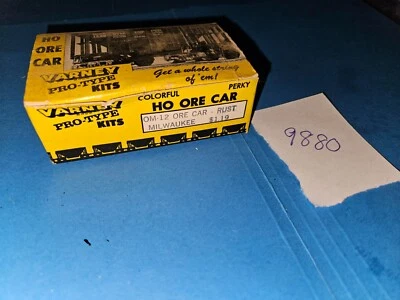 HO ORE
CAR
VARNEY
PRO-TYPE
KITS
Get a whole string
of 'em!
COLORFUL
PERKY
HO ORE CAR
VARNEY
PRO-TYPE
KITS
OM-12 ORE CAR - RUST
MILWAUKEE $1.19
9880